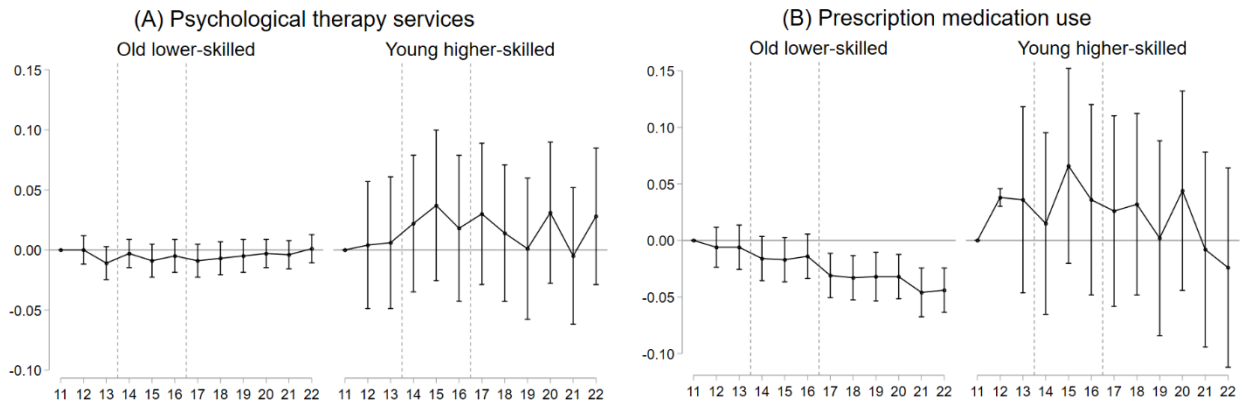 (A) Psychological therapy services
Old lower-skilled Young higher-skilled
0.15
0.10
0.05
0.00
-0.05
-0.10
11 12 13 14 15 16 17 18 19 20 21 22 11 12 13 14 15 16 17 18 19 20 21 22
(B) Prescription medication use
Old lower-skilled Young higher-skilled
0.15
0.10
0.05
0.00
-0.05
-0.10
11 12 13 14 15 16 17 18 19 20 21 22 11 12 13 14 15 16 17 18 19 20 21 22